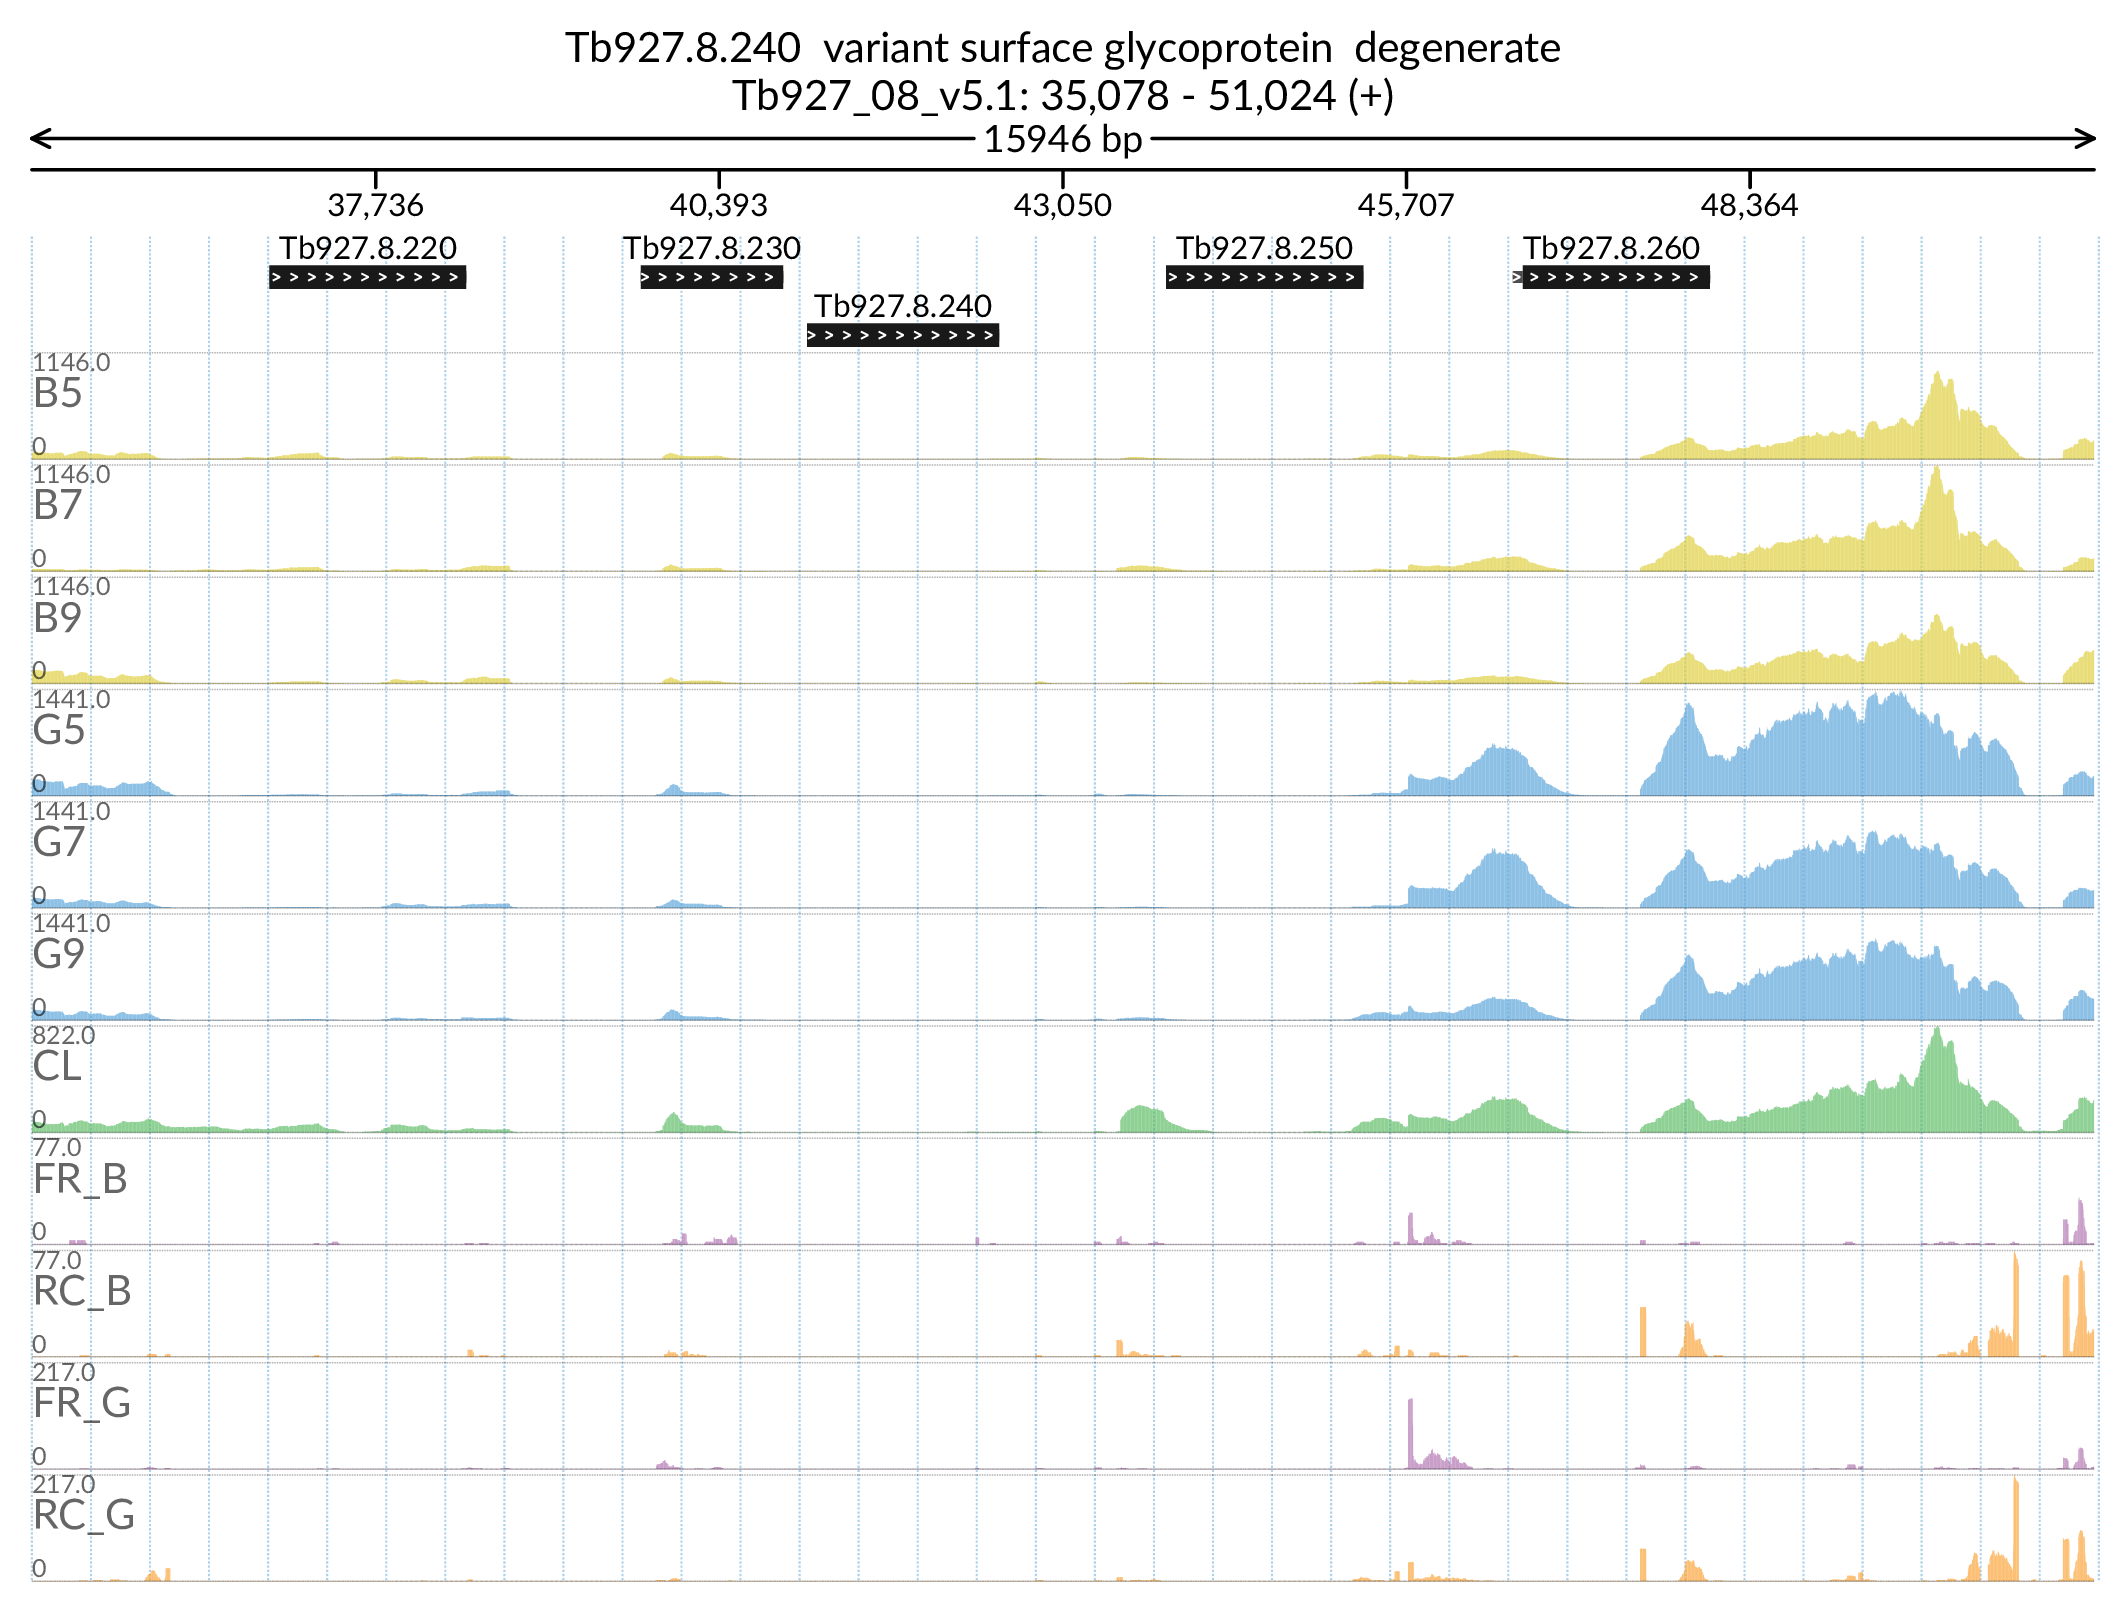 Tb927.8.240 variant surface glycoprotein degenerate
Tb927_08_v5.1: 35,078 - 51,024 (+)
15946 bp
37,736 40,393 43,050 45,707 48,364
Tb927.8.220 Tb927.8.230 Tb927.8.250 Tb927.8.260
Tb927.8.240
1146.0
B5
0
1146.0
B7
0
1146.0
B9
0
1441.0
G5
0
1441.0
G7
0
1441.0
G9
0
822.0
CL
0
77.0
FR_B
0
77.0
RC_B
0
217.0
FR_G
0
217.0
RC_G
0